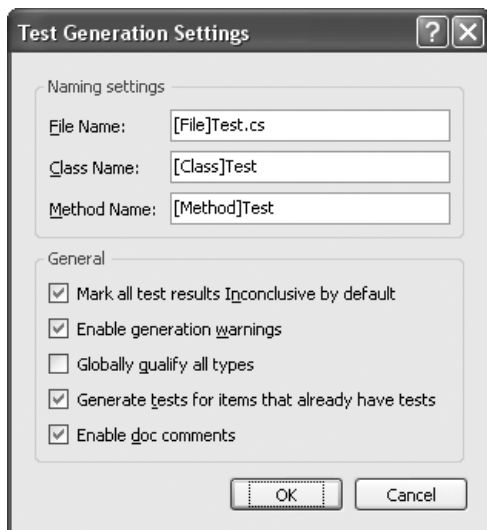 Test Generation Settings
Naming settings
File Name: [File]Test.cs
Class Name: [Class]Test
Method Name: [Method]Test
General
Mark all test results Inconclusive by default
Enable generation warnings
Globally qualify all types
Generate tests for items that already have tests
Enable doc comments
OK Cancel